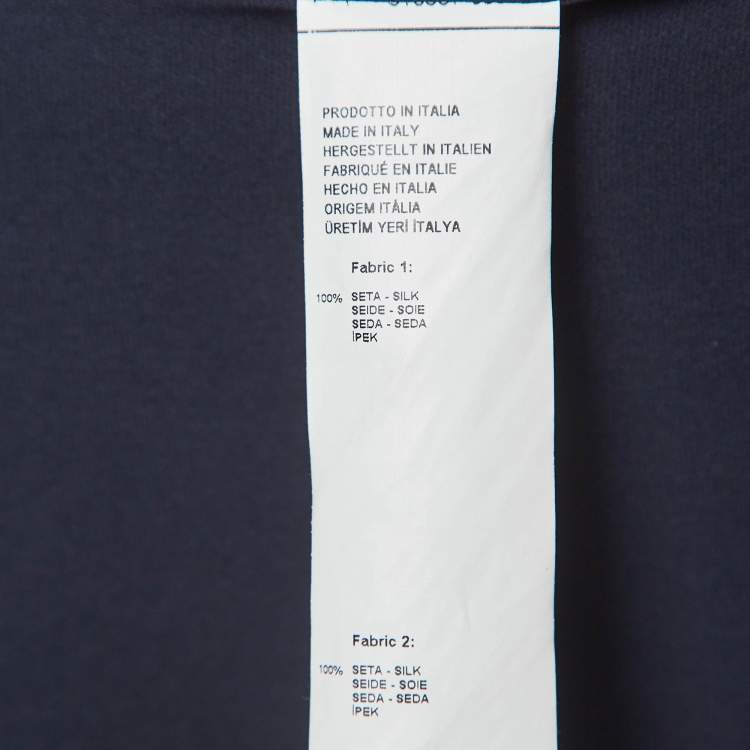 PRODOTTO IN ITALIA
MADE IN ITALY
HERGESTELLT IN ITALIEN
FABRIQUÉ EN ITALIE
HECHO EN ITALIA
ORIGEM ITÂLIA
ÜRETİM YERİ İTALYA
Fabric 1:
100% SETA - SILK
SEIDE - SOIE
SEDA - SEDA
İPEK
Fabric 2:
100% SETA - SILK
SEIDE - SOIE
SEDA - SEDA
İPEK